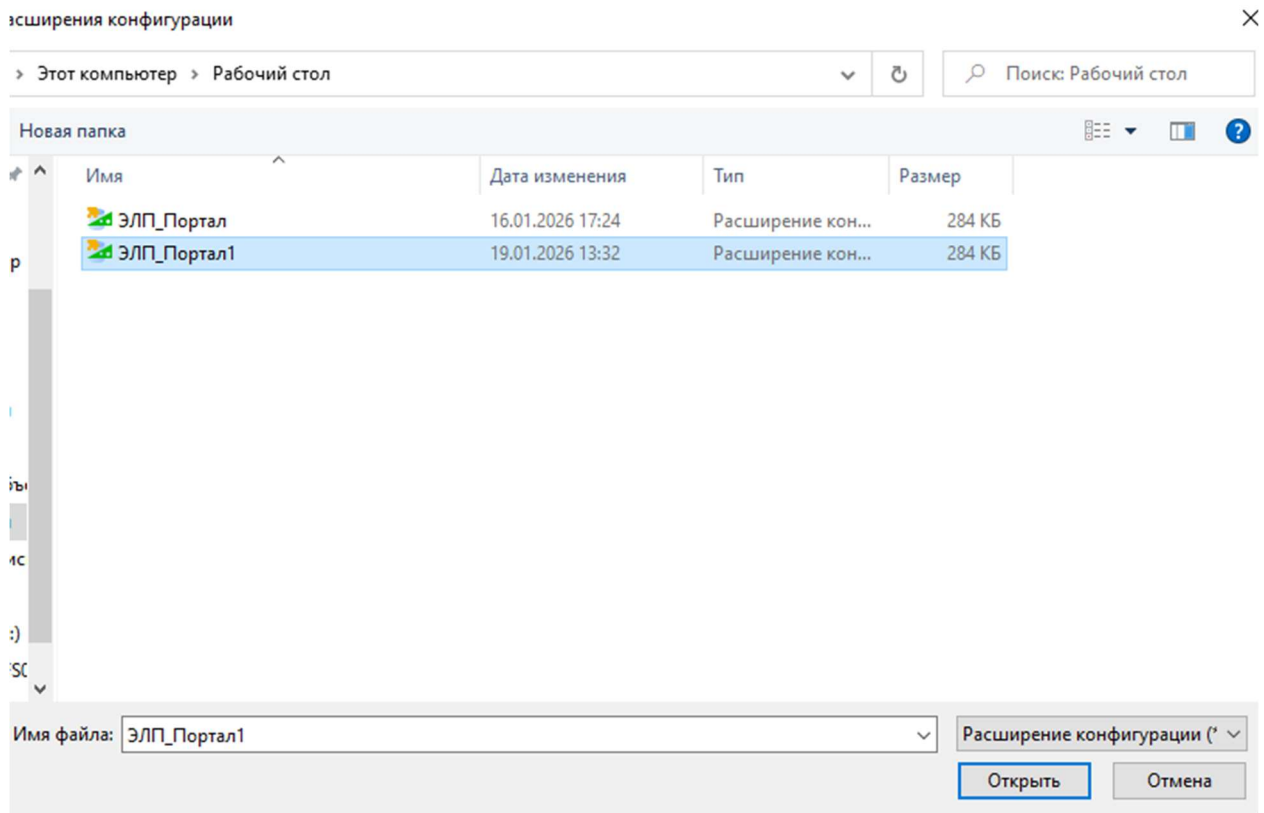 асширения конфигурации
Этот компьютер > Рабочий стол
Поиск: Рабочий стол
Новая папка
Имя Дата изменения Тип Размер
ЭЛП_Портал 16.01.2026 17:24 Расширение кон... 284 КБ
ЭЛП_Портал1 19.01.2026 13:32 Расширение кон... 284 КБ
р
ис
:)
Имя файла: ЭЛП_Портал1 Расширение конфигурации (*
Открыть Отмена